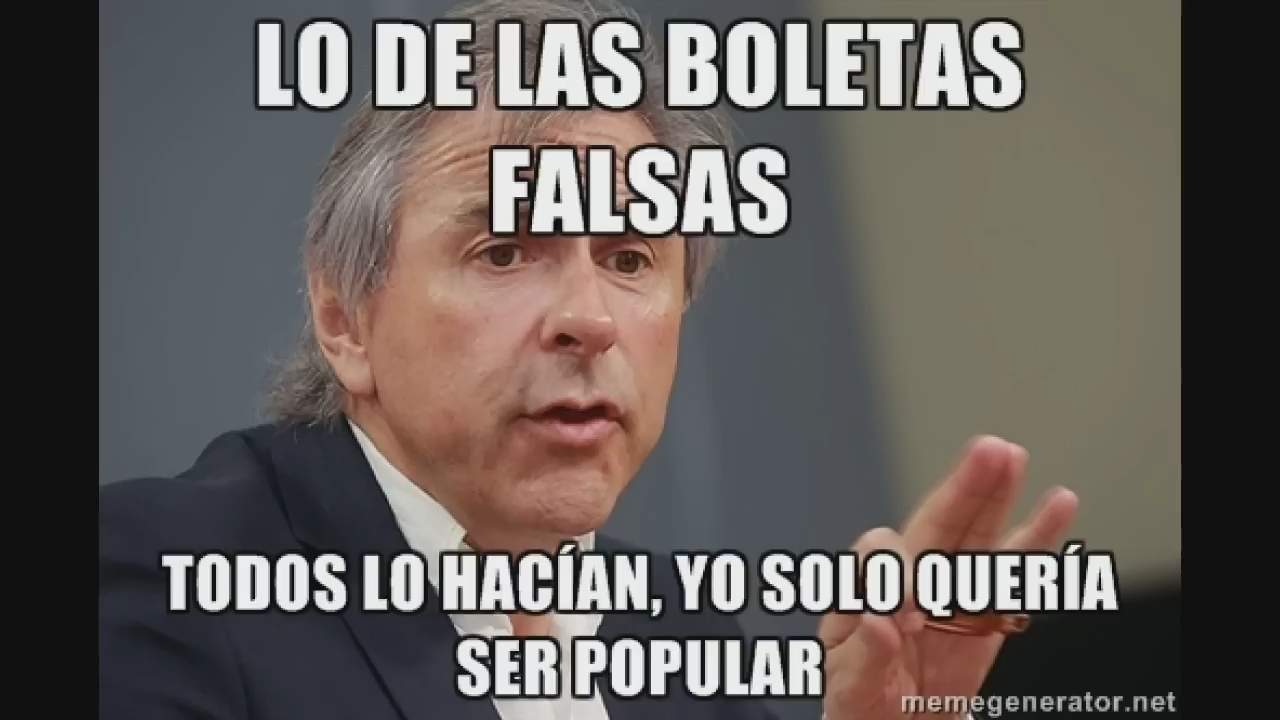 LO DE LAS BOLETAS
FALSAS
TODOS LO HACÍAN, YO SOLO QUERÍA
SER POPULAR
memegenerator.net